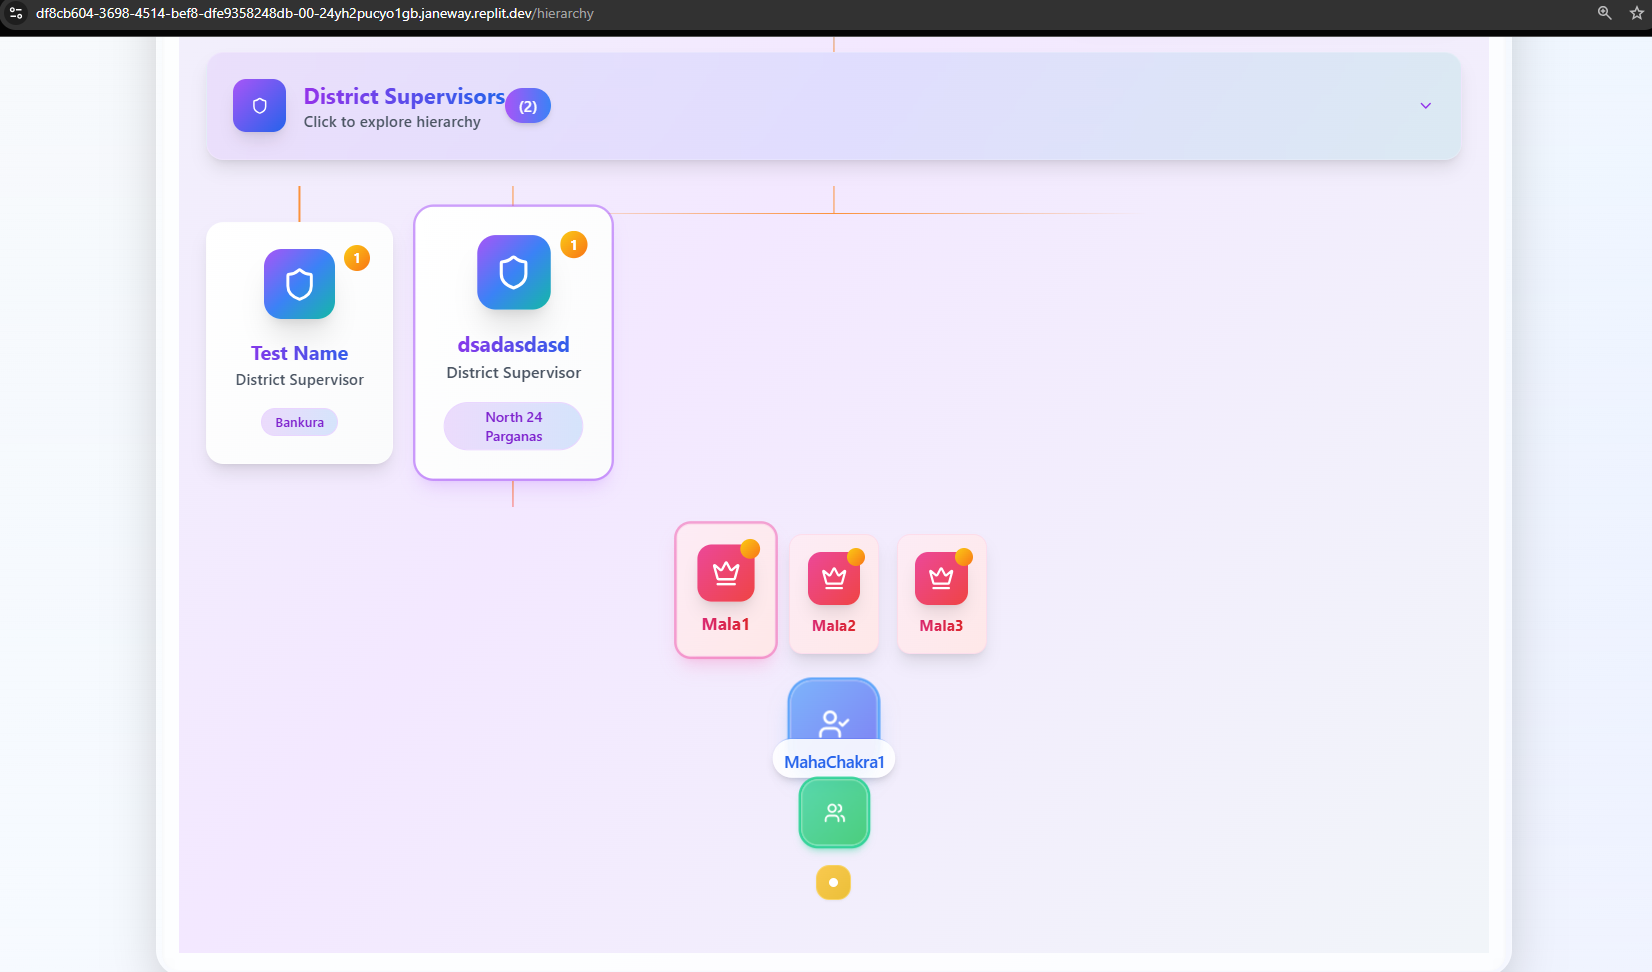 df8cb604-3698-4514-bef8-dfe9358248db-00-24yh2pucyo1gb.janeway.replit.dev/hierarchy
District Supervisors
(2)
Click to explore hierarchy
1
Test Name
District Supervisor
Bankura
1
dsadasdasd
District Supervisor
North 24
Parganas
Mala1
Mala2
Mala3
MahaChakra1